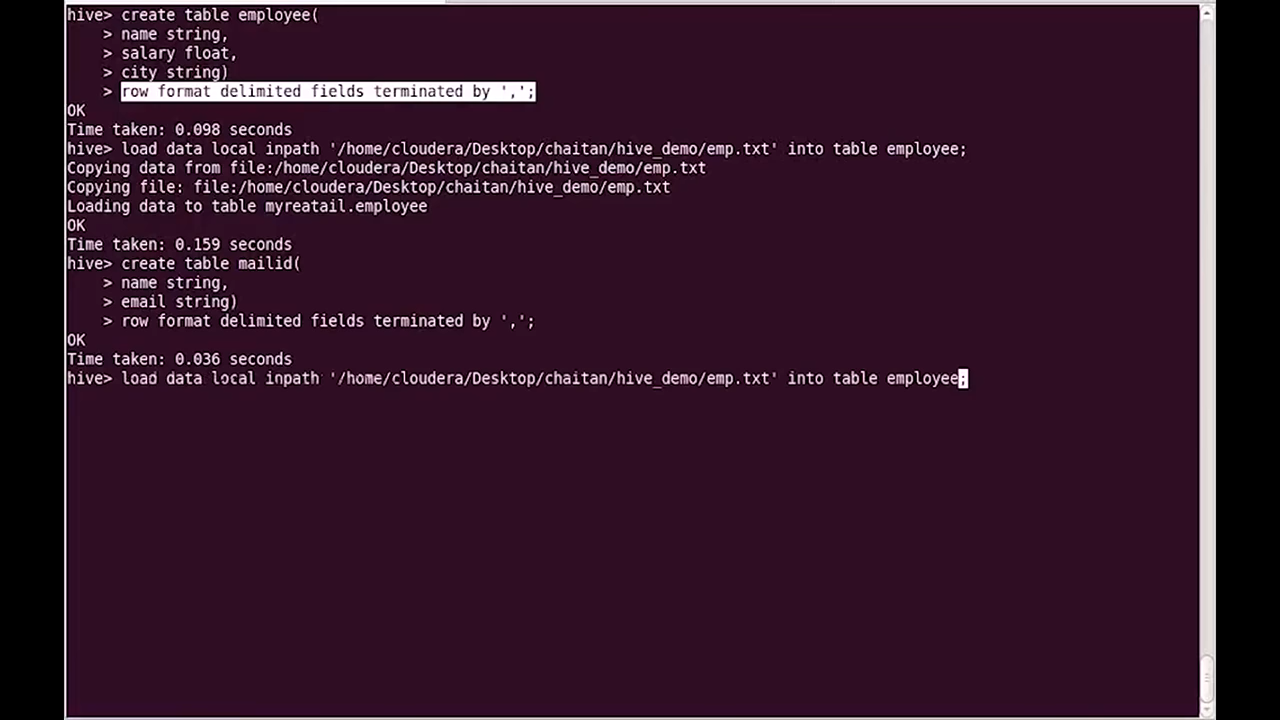 hive> create table employee(
    > name string,
    > salary float,
    > city string)
    > row format delimited fields terminated by ',';
OK
Time taken: 0.098 seconds
hive> load data local inpath '/home/cloudera/Desktop/chaitan/hive_demo/emp.txt' into table employee;
Copying data from file:/home/cloudera/Desktop/chaitan/hive_demo/emp.txt
Copying file: file:/home/cloudera/Desktop/chaitan/hive_demo/emp.txt
Loading data to table myreatail.employee
OK
Time taken: 0.159 seconds
hive> create table mailid(
    > name string,
    > email string)
    > row format delimited fields terminated by ',';
OK
Time taken: 0.036 seconds
hive> load data local inpath '/home/cloudera/Desktop/chaitan/hive_demo/emp.txt' into table employee;